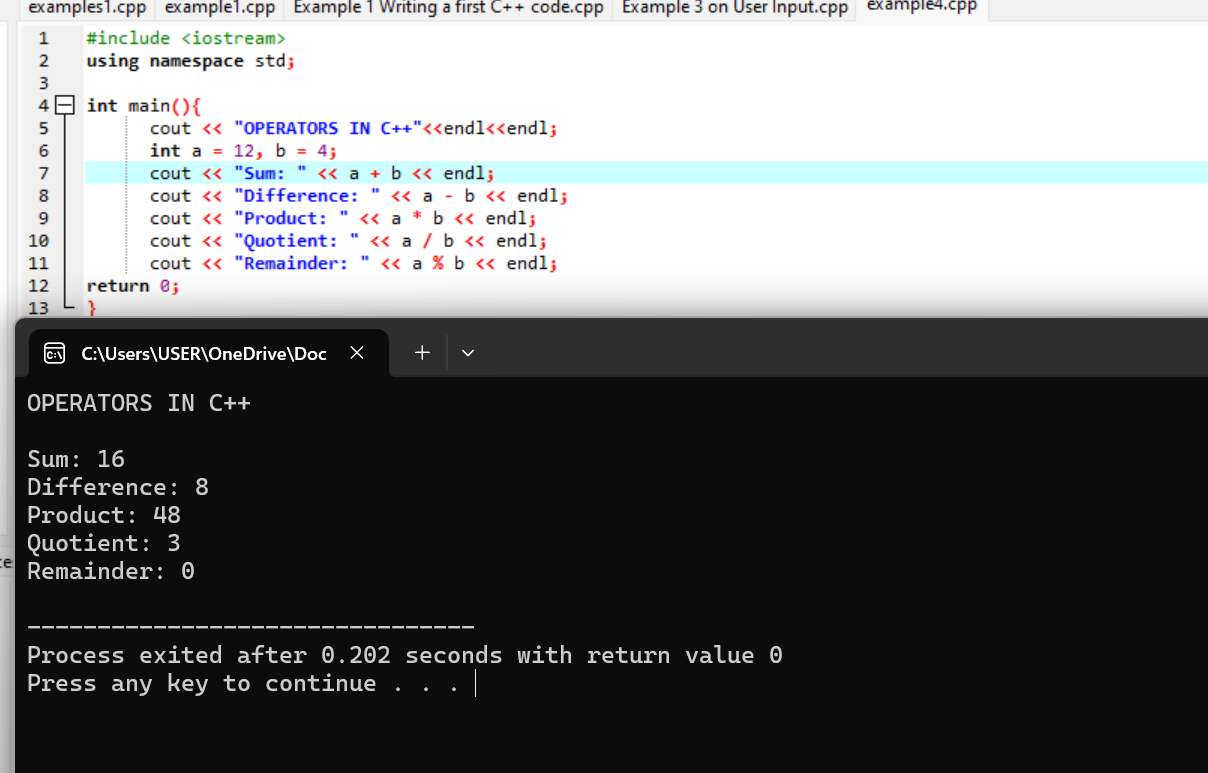 examples1.cpp example1.cpp Example 1 Writing a first C++ code.cpp Example 3 on User Input.cpp example4.cpp
1 #include <iostream>
2 using namespace std;
3
4 int main(){
5 cout << "OPERATORS IN C++"<<endl<<endl;
6 int a = 12, b = 4;
7 cout << "Sum: " << a + b << endl;
8 cout << "Difference: " << a - b << endl;
9 cout << "Product: " << a * b << endl;
10 cout << "Quotient: " << a / b << endl;
11 cout << "Remainder: " << a % b << endl;
12 return 0;
13 }
C:\Users\USER\OneDrive\Doc
OPERATORS IN C++
Sum: 16
Difference: 8
Product: 48
Quotient: 3
Remainder: 0
--------------------------------
Process exited after 0.202 seconds with return value 0
Press any key to continue . . .